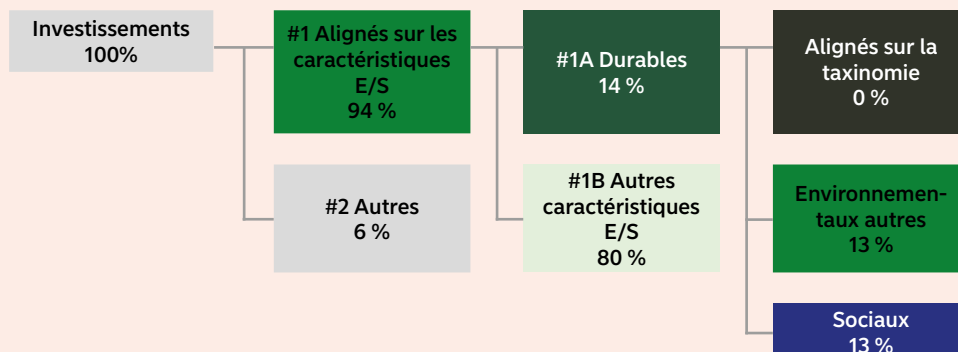 Investissements
100%
#1 Alignés sur les
caractéristiques
E/S
94 %
#1A Durables
14 %
Alignés sur la
taxinomie
0 %
#2 Autres
6 %
#1B Autres
caractéristiques
E/S
80 %
Environnemen-
taux autres
13 %
Sociaux
13 %